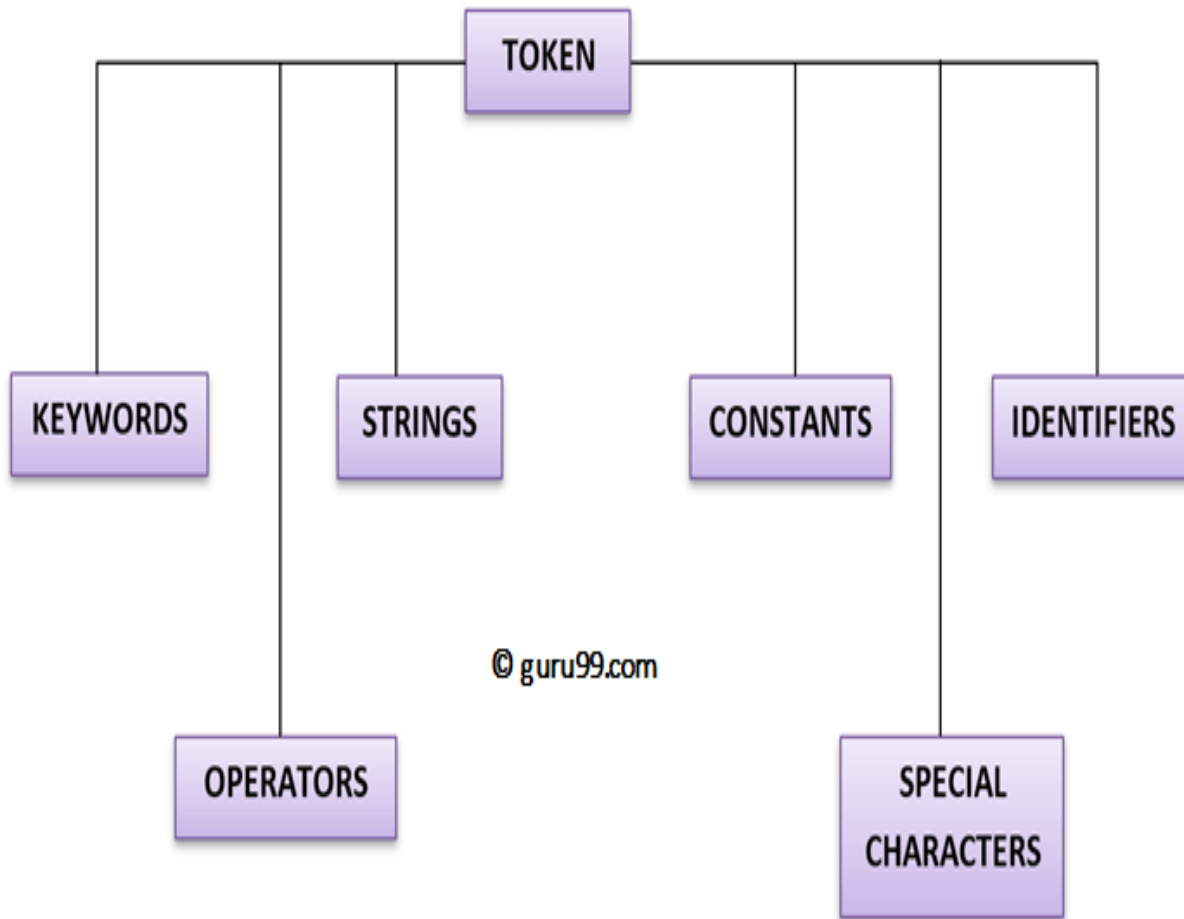 TOKEN
KEYWORDS
STRINGS
CONSTANTS
IDENTIFIERS
© guru99.com
OPERATORS
SPECIAL
CHARACTERS